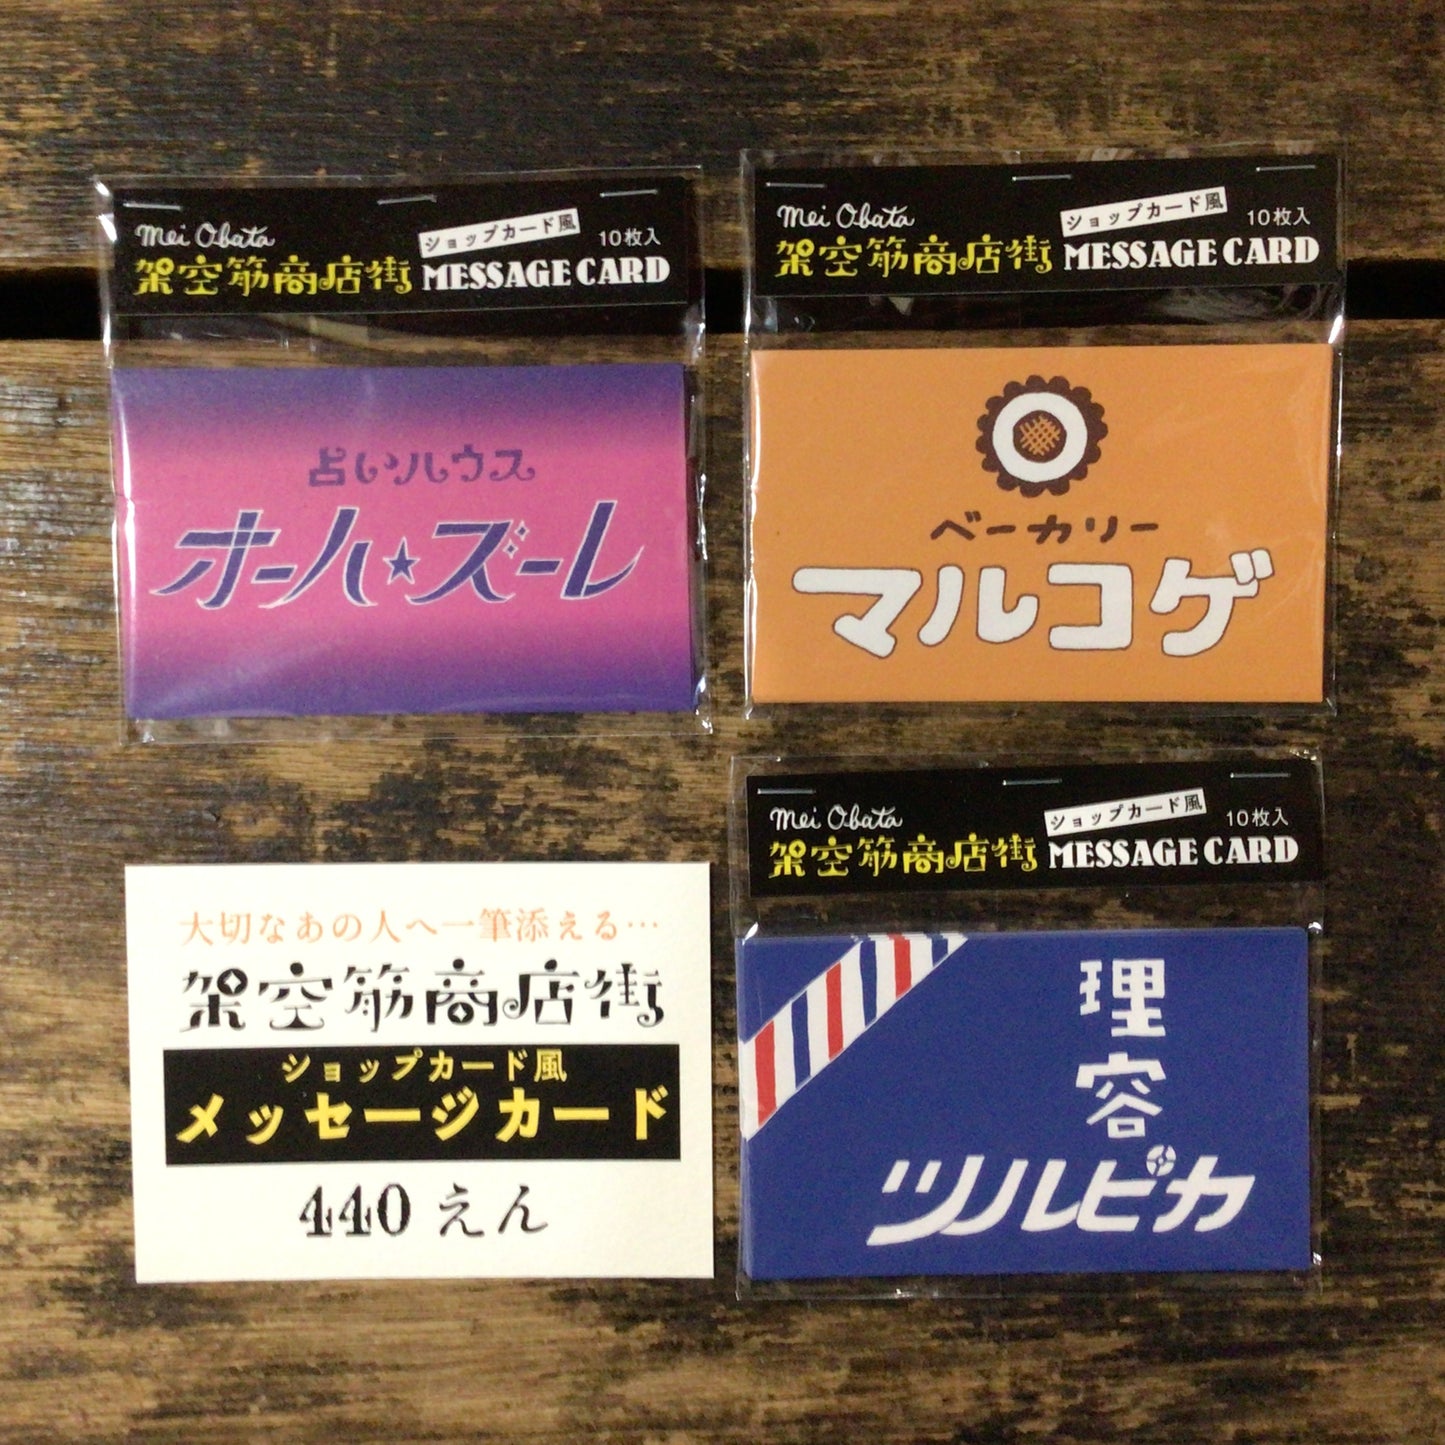 mei Obata
ショップカード風
10枚入
架空筋商店街 MESSAGE CARD
占いハウス
オーハ★ズーレ
mei Obata
ショップカード風
10枚入
架空筋商店街 MESSAGE CARD
ベーカリー
マルコゲ
大切なあの人へ一筆添える…
架空筋商店街
ショップカード風
メッセージカード
440えん
mei Obata
ショップカード風
10枚入
架空筋商店街 MESSAGE CARD
理容
ツルピカ